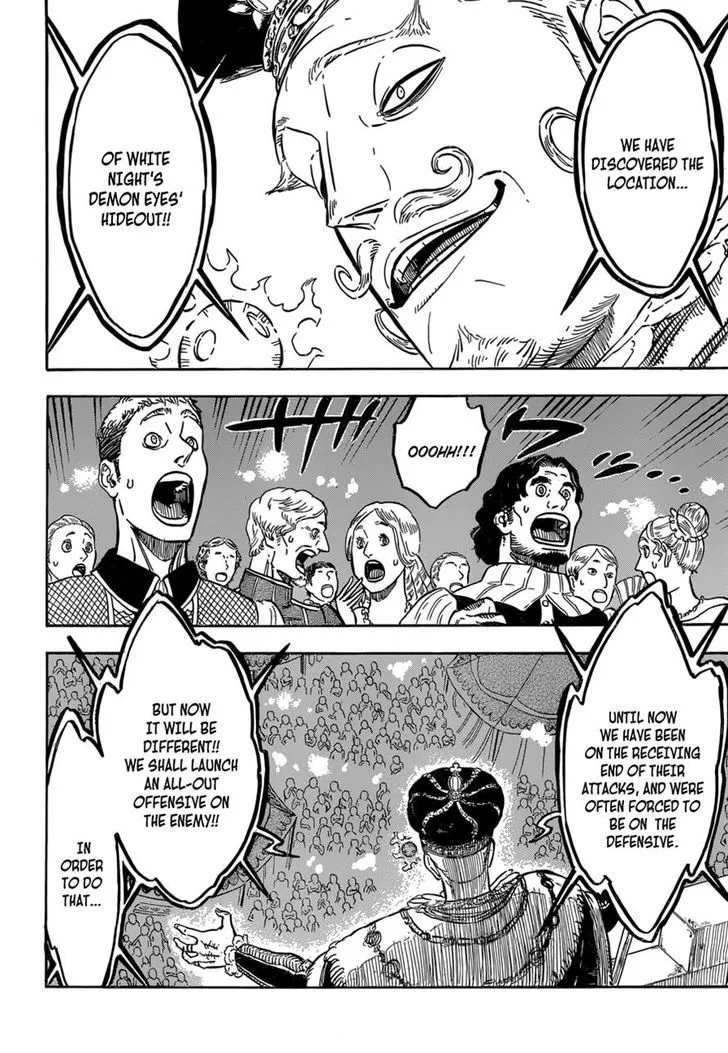 WE HAVE
DISCOVERED THE
LOCATION...
OF WHITE
NIGHT'S
DEMON EYES'
HIDEOUT!!
OOOHH!!!
UNTIL NOW
WE HAVE BEEN
ON THE RECEIVING
END OF THEIR
ATTACKS, AND WERE
OFTEN FORCED TO
BE ON THE
DEFENSIVE.
BUT NOW
IT WILL BE
DIFFERENT!!
WE SHALL LAUNCH
AN ALL-OUT
OFFENSIVE ON
THE ENEMY!!
IN
ORDER
TO DO
THAT...